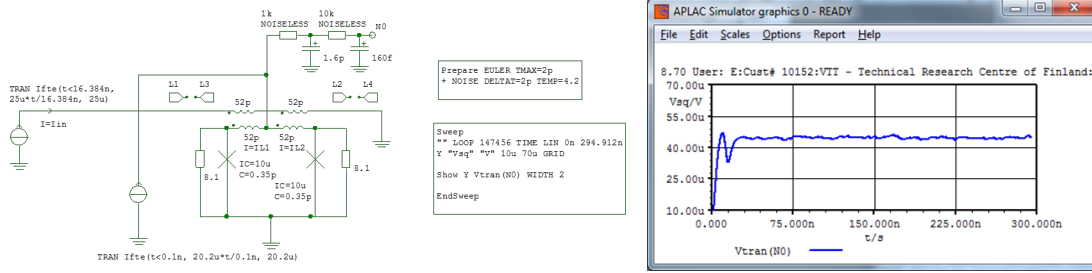 1k
NOISELESS
10k
NOISELESS
N0
1.6p
160f
TRAN Ifte(t<16.384n,
25u*t/16.384n, 25u)
I=Iin
L1
L3
L2
L4
52p
52p
52p
I=IL1
52p
I=IL2
8.1
IC=10u
C=0.35p
IC=10u
C=0.35p
8.1
TRAN Ifte(t<0.1n, 20.2u*t/0.1n, 20.2u)
Prepare EULER TMAX=2p
+ NOISE DELTAT=2p TEMP=4.2
Sweep
"" LOOP 147456 TIME LIN 0n 294.912n
Y "Vsq" "V" 10u 70u GRID
Show Y Vtran(N0) WIDTH 2
EndSweep
APLAC Simulator graphics 0 - READY
File Edit Scales Options Report Help
8.70 User: E:Cust# 10152:VTT - Technical Research Centre of Finland:
70.00u
Vsq/V
55.00u
40.00u
25.00u
10.00u
0.000 75.000n 150.000n 225.000n 300.000n
t/s
Vtran(N0)